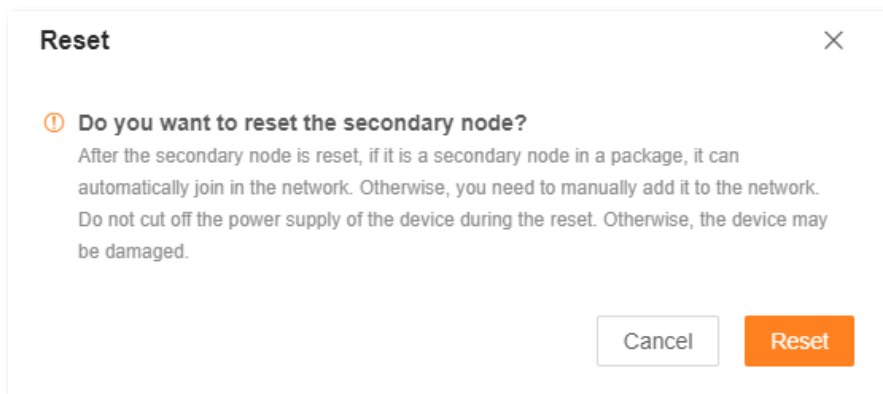 Reset
Do you want to reset the secondary node?
After the secondary node is reset, if it is a secondary node in a package, it can
automatically join in the network. Otherwise, you need to manually add it to the network.
Do not cut off the power supply of the device during the reset. Otherwise, the device may
be damaged.
Cancel
Reset